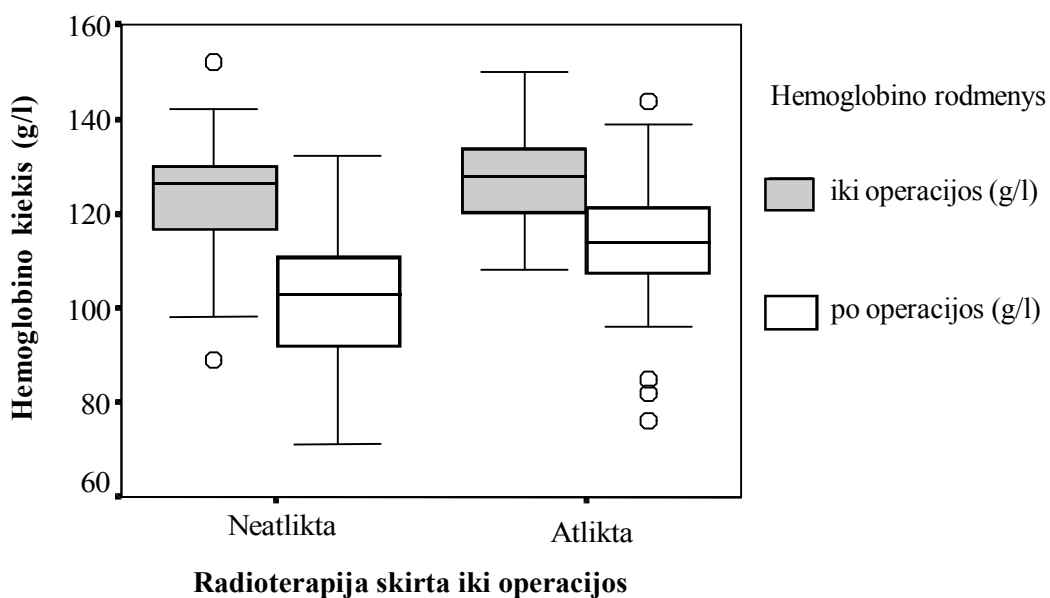 Hemoglobino kiekis (g/l)
160
140
120
100
80
60
Neatlikta
Atlikta
Radioterapija skirta iki operacijos
Hemoglobino rodmenys
iki operacijos (g/l)
po operacijos (g/l)